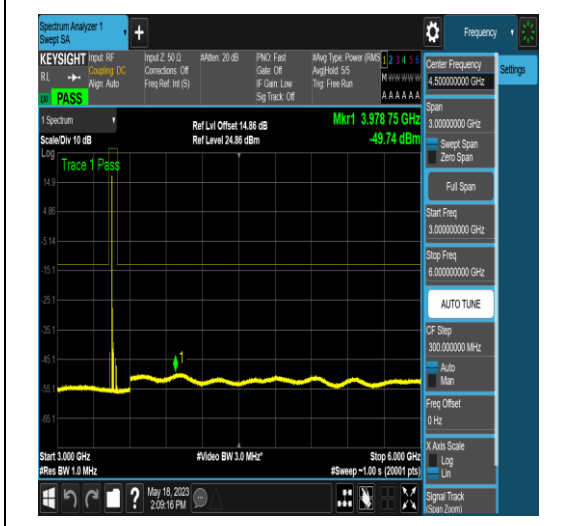 Spectrum Analyzer 1
Swept SA
Frequency
KEYSIGHT
Input: RF
Coupling: DC
Align: Auto
RL
PASS
Input Z: 50 Ω
Corrections: Off
Freq Ref: Int (S)
#Atten: 20 dB
PNO: Fast
Gate: Off
IF Gain: Low
Sig Track: Off
#Avg Type: Power (RMS
Avg|Hold: 5/5
Trig: Free Run
1 2 3 4 5 6
M W W W W W
A A A A A A
1 Spectrum
Scale/Div 10 dB
Log
Ref Lvl Offset 14.86 dB
Ref Level 24.86 dBm
Mkr1 3.978 75 GHz
-49.74 dBm
Trace 1 Pass
14.9
4.86
-5.14
-15.1
-25.1
-35.1
-45.1
-55.1
-65.1
1
Start 3.000 GHz
#Res BW 1.0 MHz
#Video BW 3.0 MHz*
Stop 6.000 GHz
#Sweep ~1.00 s (20001 pts)
May 18, 2023
2:09:16 PM
Center Frequency
4.500000000 GHz
Settings
Span
3.00000000 GHz
Swept Span
Zero Span
Full Span
Start Freq
3.000000000 GHz
Stop Freq
6.000000000 GHz
AUTO TUNE
CF Step
300.000000 MHz
Auto
Man
Freq Offset
0 Hz
X Axis Scale
Log
Lin
Signal Track
(Span Zoom)